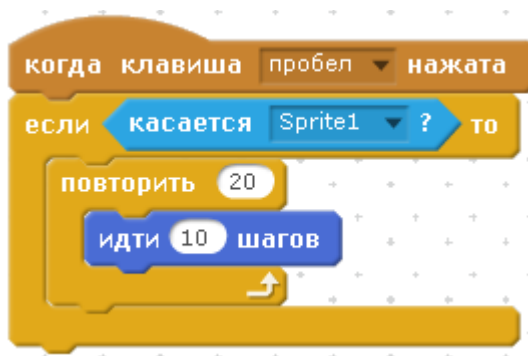 когда клавиша пробел нажата
если касается Sprite1 ? то
повторить 20
идти 10 шагов